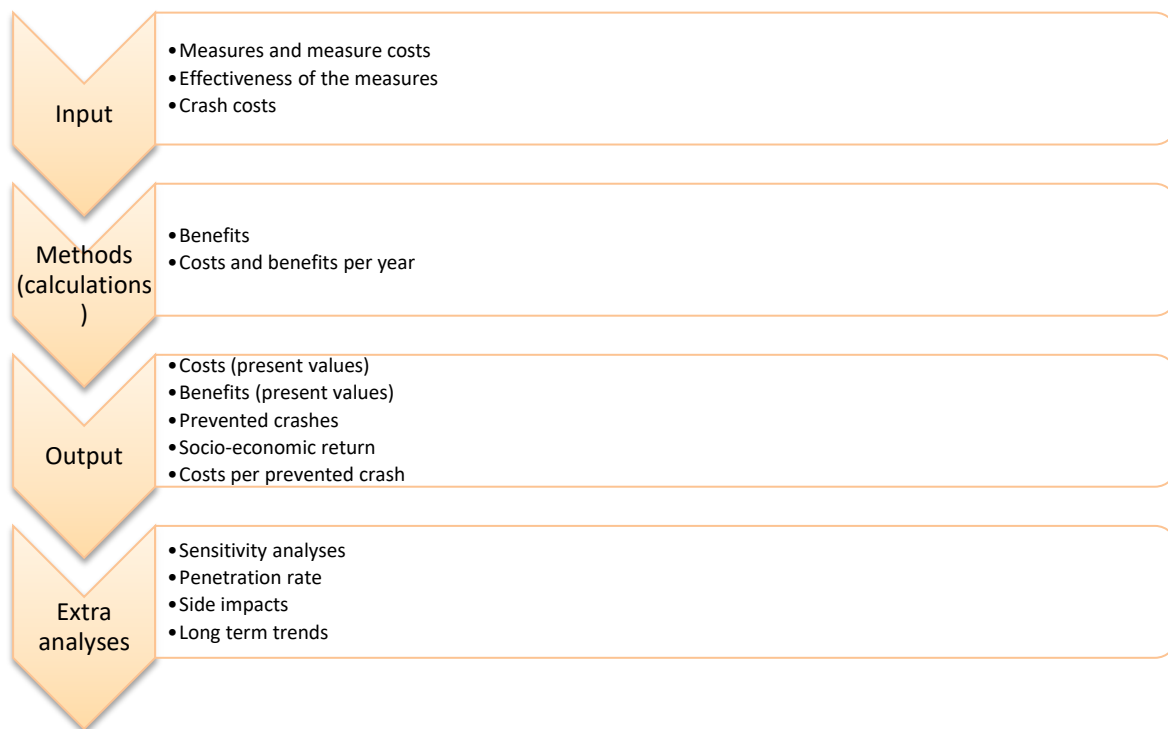 Input
•Measures and measure costs
•Effectiveness of the measures
•Crash costs
Methods
(calculations
)
•Benefits
•Costs and benefits per year
Output
•Costs (present values)
•Benefits (present values)
•Prevented crashes
•Socio-economic return
•Costs per prevented crash
Extra
analyses
•Sensitivity analyses
•Penetration rate
•Side impacts
•Long term trends